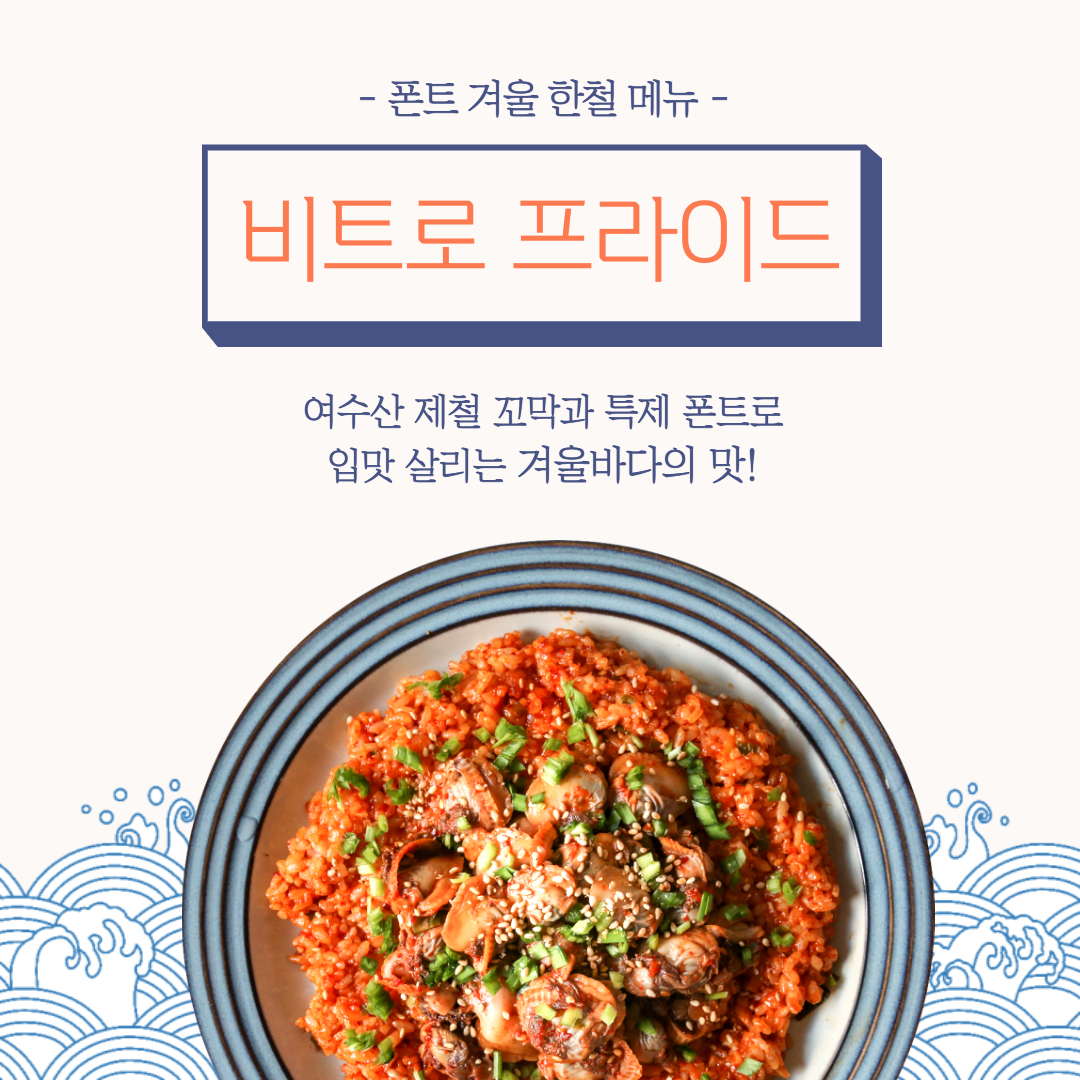 - 폰트 겨울 한철 메뉴 -
비트로 프라이드
여수산 제철 꼬막과 특제 폰트로
입맛 살리는 겨울바다의 맛!